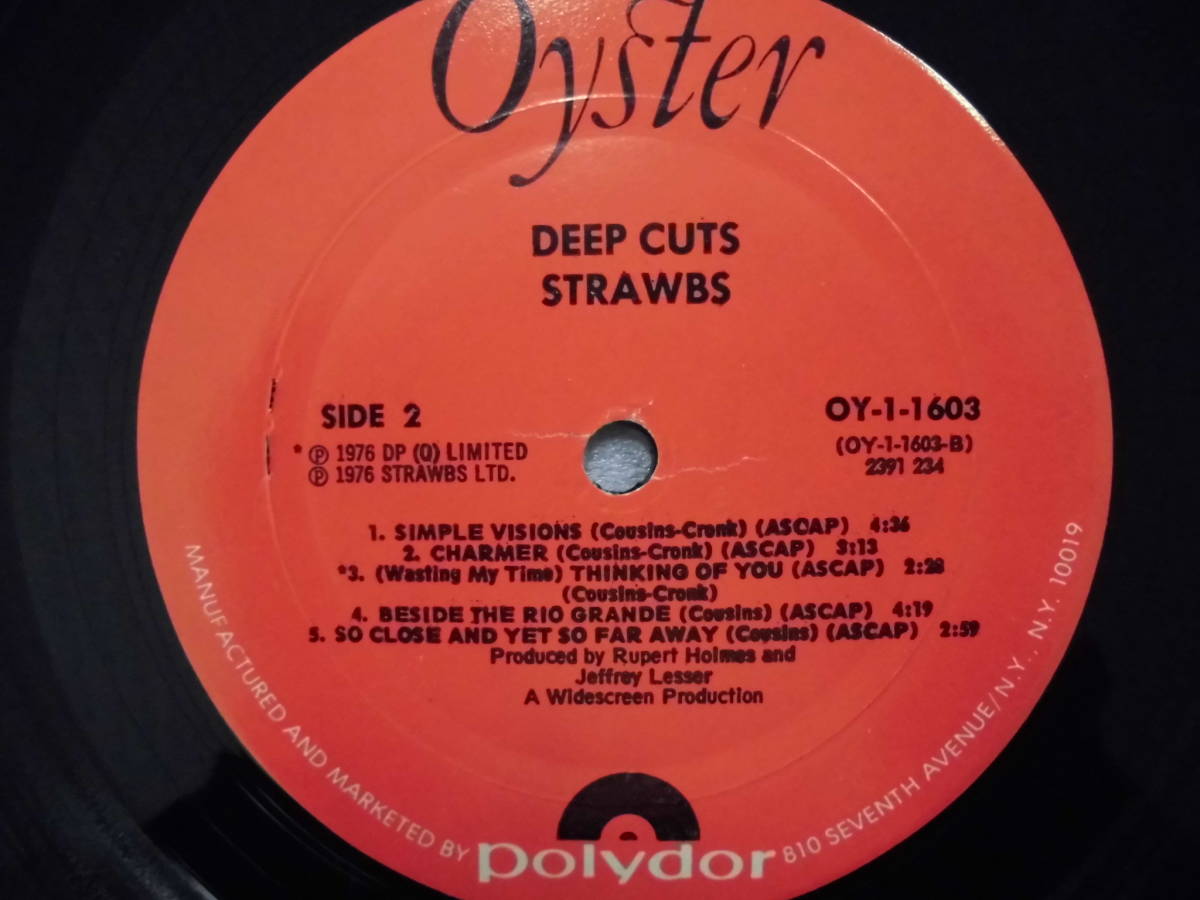 Oyster
DEEP CUTS
STRAWBS
SIDE 2
OY-1-1603
* ℗ 1976 DP (O) LIMITED
(OY-1-1603-B)
℗ 1976 STRAWBS LTD.
2391 234
1. SIMPLE VISIONS (Cousins-Cronk) (ASCAP) 4:36
2. CHARMER (Cousins-Cronk) (ASCAP) 3:13
*3. (Wasting My Time) THINKING OF YOU (ASCAP) 2:28
(Cousins-Cronk)
4. BESIDE THE RIO GRANDE (Cousins) (ASCAP) 4:19
5. SO CLOSE AND YET SO FAR AWAY (Cousins) (ASCAP) 2:59
Produced by Rupert Holmes and
Jeffrey Lesser
A Widescreen Production
MANUFACTURED AND MARKETED BY polydor 810 SEVENTH AVENUE/N.Y., N.Y. 10019